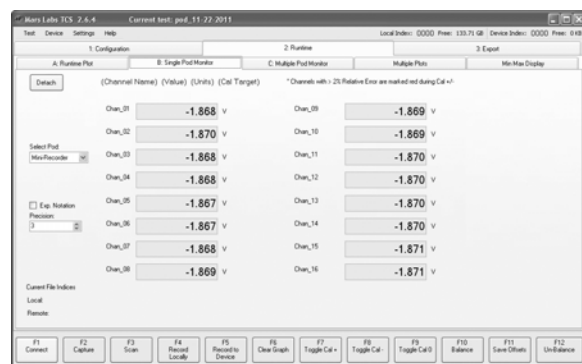 Mars Labs TCS 2.6.4 Current test: pod_11-22-2011
Test Device Settings Help Local Index: 0000 Free: 133.71 GB Device Index: 0000 Free: 0 KB
1: Configuration 2: Runtime 3: Export
A: Runtime Plot B: Single Pod Monitor C: Multiple Pod Monitor Multiple Plots Min Max Display
Detach (Channel Name) (Value) (Units) (Cal Target) * Channels with > 2% Relative Error are marked red during Cal +/-
Chan_01 -1.868 V Chan_09 -1.869 V
Chan_02 -1.870 V Chan_10 -1.869 V
Select Pod
Mini-Recorder Chan_03 -1.868 V Chan_11 -1.870 V
Chan_04 -1.868 V Chan_12 -1.870 V
Exp. Notation Chan_05 -1.867 V Chan_13 -1.870 V
Precision:
3 Chan_06 -1.867 V Chan_14 -1.870 V
Chan_07 -1.868 V Chan_15 -1.871 V
Chan_08 -1.869 V Chan_16 -1.871 V
Current File Indices
Local:
Remote:
F1 F2 F3 F4 F5 F6 F7 F8 F9 F10 F11 F12
Connect Capture Scan Record Locally Record to Device Clear Graph Toggle Cal + Toggle Cal - Toggle Cal 0 Balance Save Offsets Un-Balance